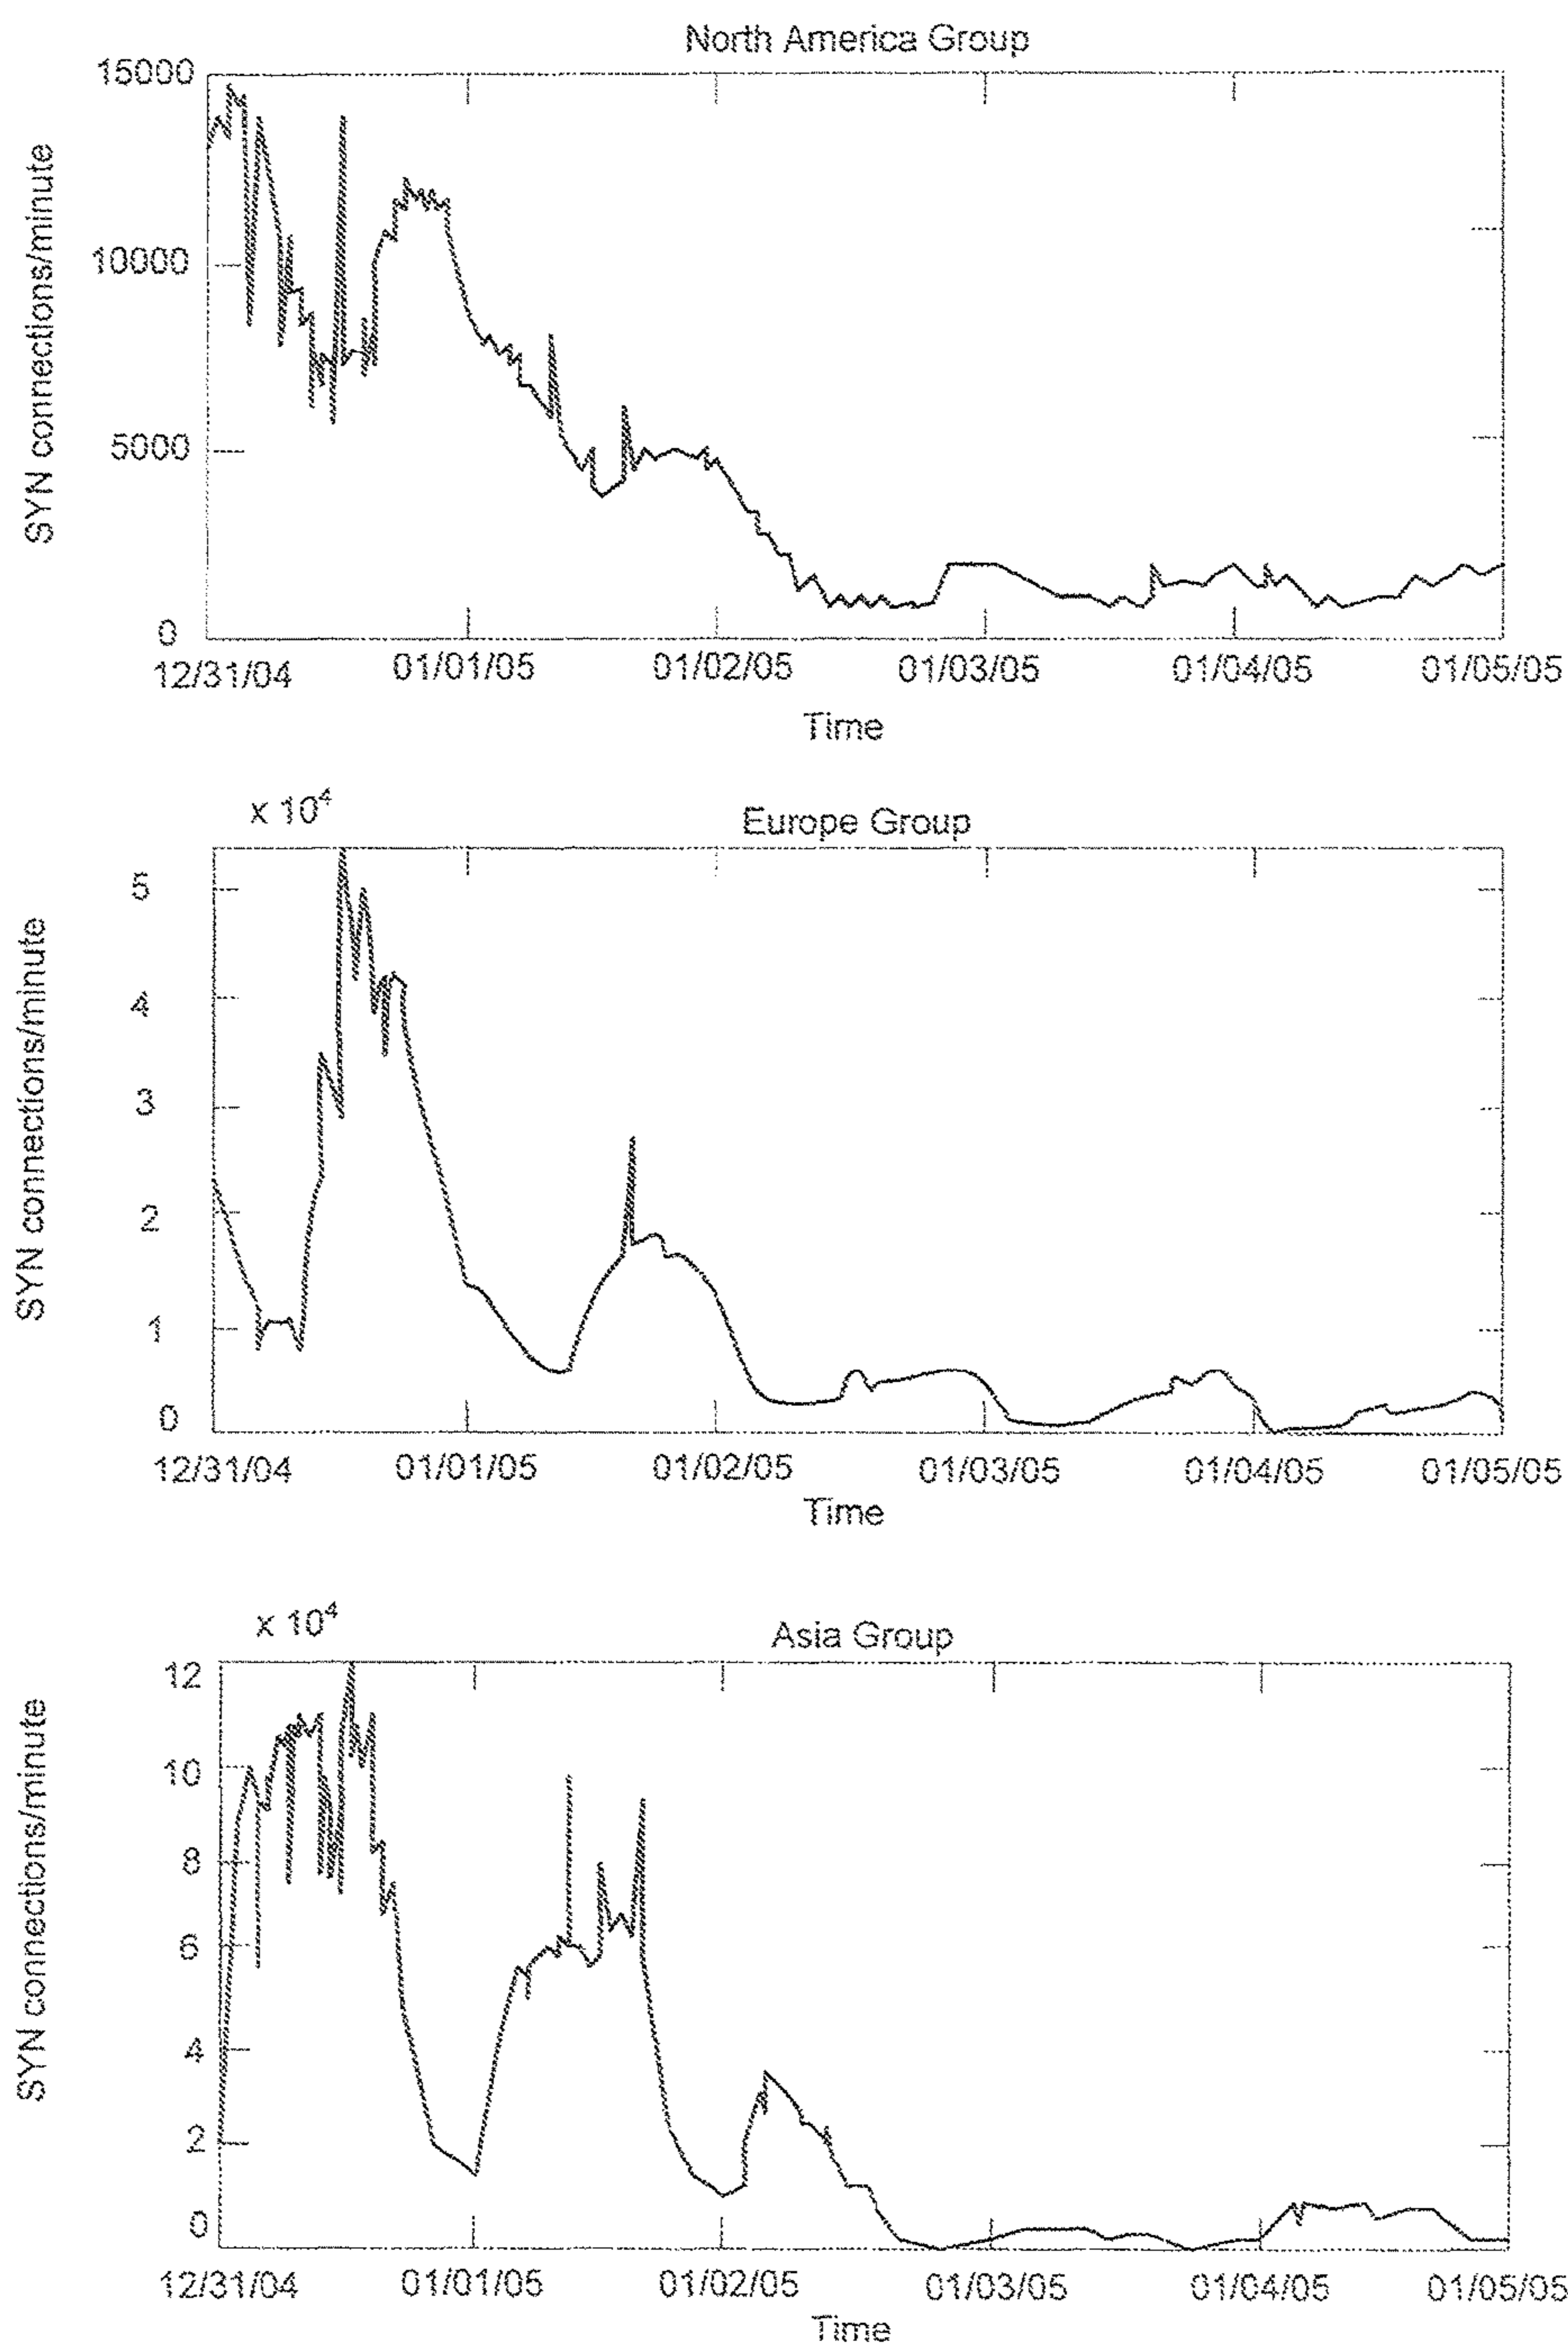 North America Group
SYN connections/minute
15000
10000
5000
0
12/31/04 01/01/05 01/02/05 01/03/05 01/04/05 01/05/05
Time
x 10⁴
Europe Group
SYN connections/minute
5
4
3
2
1
0
12/31/04 01/01/05 01/02/05 01/03/05 01/04/05 01/05/05
Time
x 10⁴
Asia Group
SYN connections/minute
12
10
8
6
4
2
0
12/31/04 01/01/05 01/02/05 01/03/05 01/04/05 01/05/05
Time